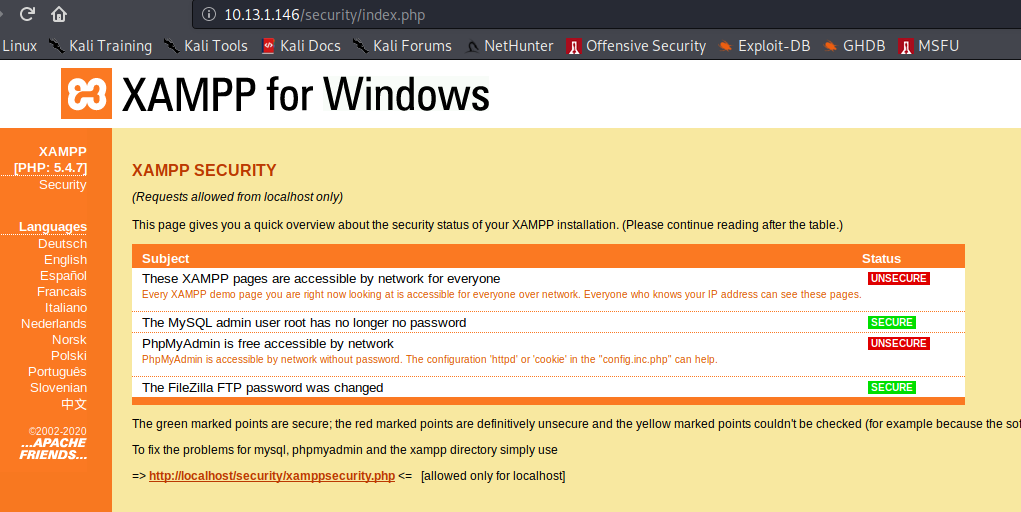 10.13.1.146/security/index.php
Linux Kali Training Kali Tools Kali Docs Kali Forums NetHunter Offensive Security Exploit-DB GHDB MSFU
XAMPP for Windows
XAMPP
[PHP: 5.4.7]
Security
Languages
Deutsch
English
Español
Francais
Italiano
Nederlands
Norsk
Polski
Português
Slovenian
中文
©2002-2020
...APACHE
FRIENDS...
XAMPP SECURITY
(Requests allowed from localhost only)
This page gives you a quick overview about the security status of your XAMPP installation. (Please continue reading after the table.)
Subject Status
These XAMPP pages are accessible by network for everyone UNSECURE
Every XAMPP demo page you are right now looking at is accessible for everyone over network. Everyone who knows your IP address can see these pages.
The MySQL admin user root has no longer no password SECURE
PhpMyAdmin is free accessible by network UNSECURE
PhpMyAdmin is accessible by network without password. The configuration 'httpd' or 'cookie' in the "config.inc.php" can help.
The FileZilla FTP password was changed SECURE
The green marked points are secure; the red marked points are definitively unsecure and the yellow marked points couldn't be checked (for example because the sof
To fix the problems for mysql, phpmyadmin and the xampp directory simply use
=> http://localhost/security/xamppsecurity.php <= [allowed only for localhost]